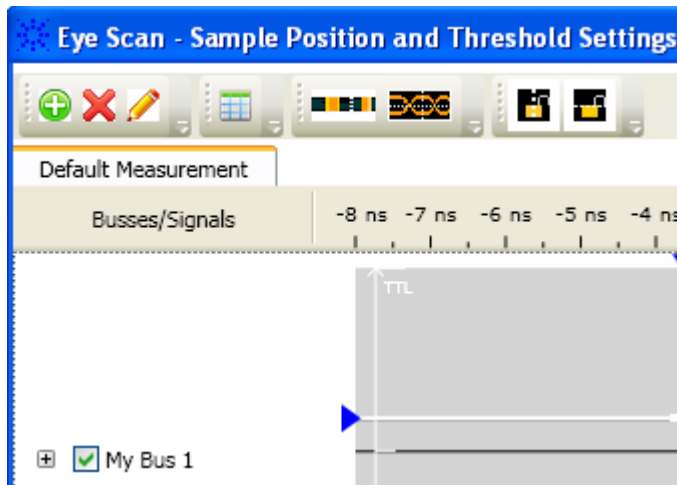 Eye Scan - Sample Position and Threshold Settings
Default Measurement
Busses/Signals
-8 ns -7 ns -6 ns -5 ns -4 ns
TTL
My Bus 1